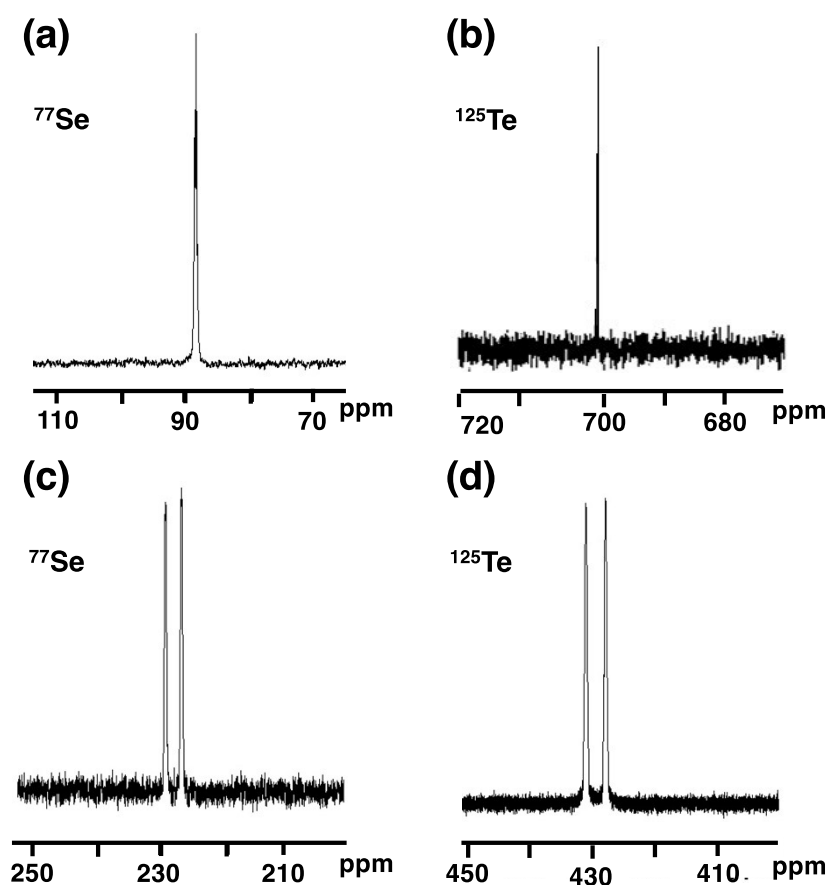 (a)
⁷⁷Se
110 90 70 ppm
(b)
¹²⁵Te
720 700 680 ppm
(c)
⁷⁷Se
250 230 210 ppm
(d)
¹²⁵Te
450 430 410 ppm